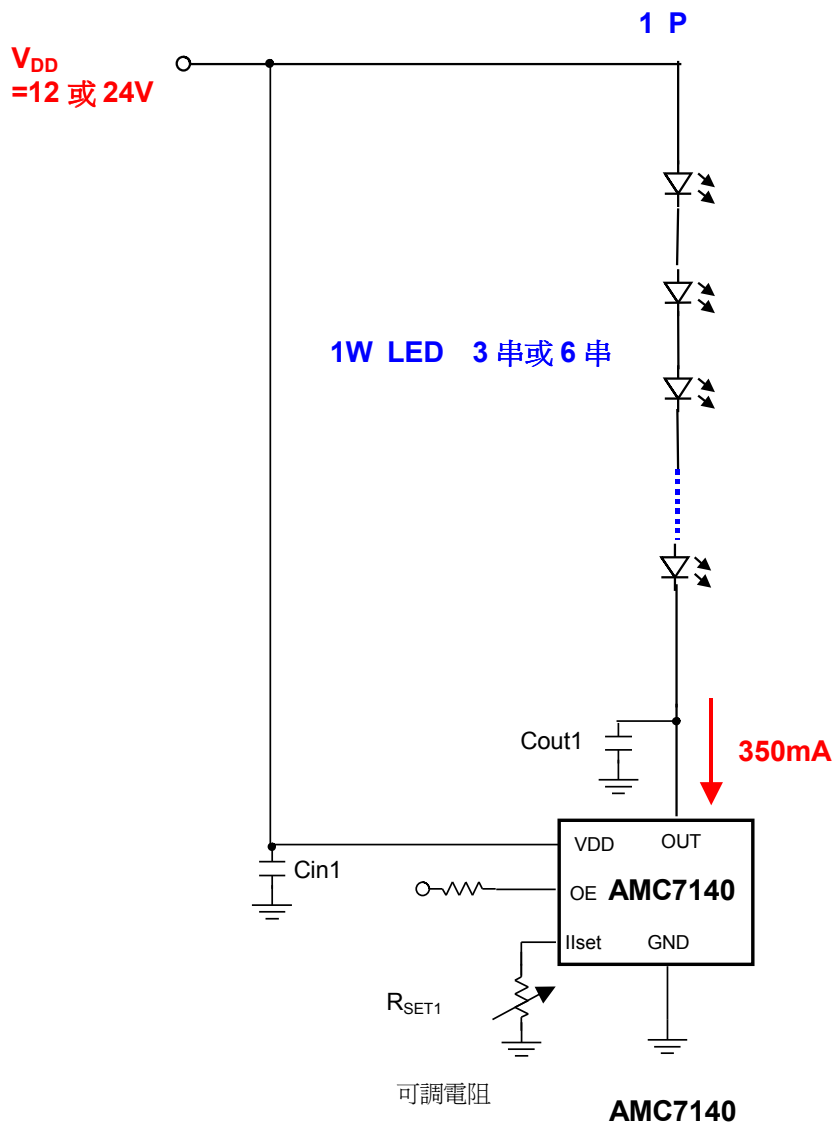 1 P
VDD
=12 或 24V
1W LED 3 串或 6 串
Cout1
350mA
VDD
OUT
Cin1
OE
AMC7140
IIset
GND
RSET1
可調電阻
AMC7140